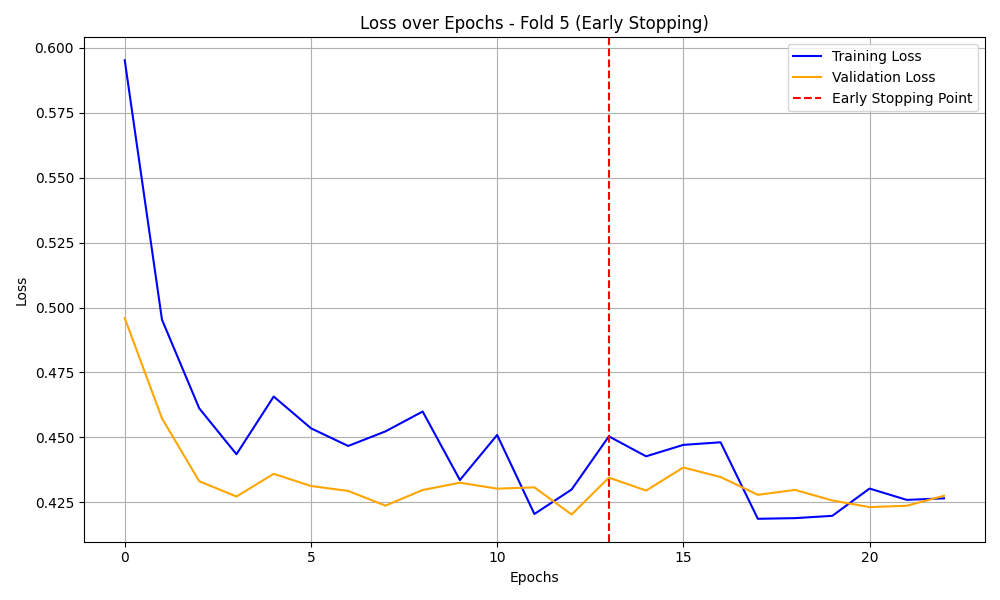 Loss over Epochs - Fold 5 (Early Stopping)
Training Loss
Validation Loss
Early Stopping Point
Loss
0.600
0.575
0.550
0.525
0.500
0.475
0.450
0.425
0 5 10 15 20
Epochs